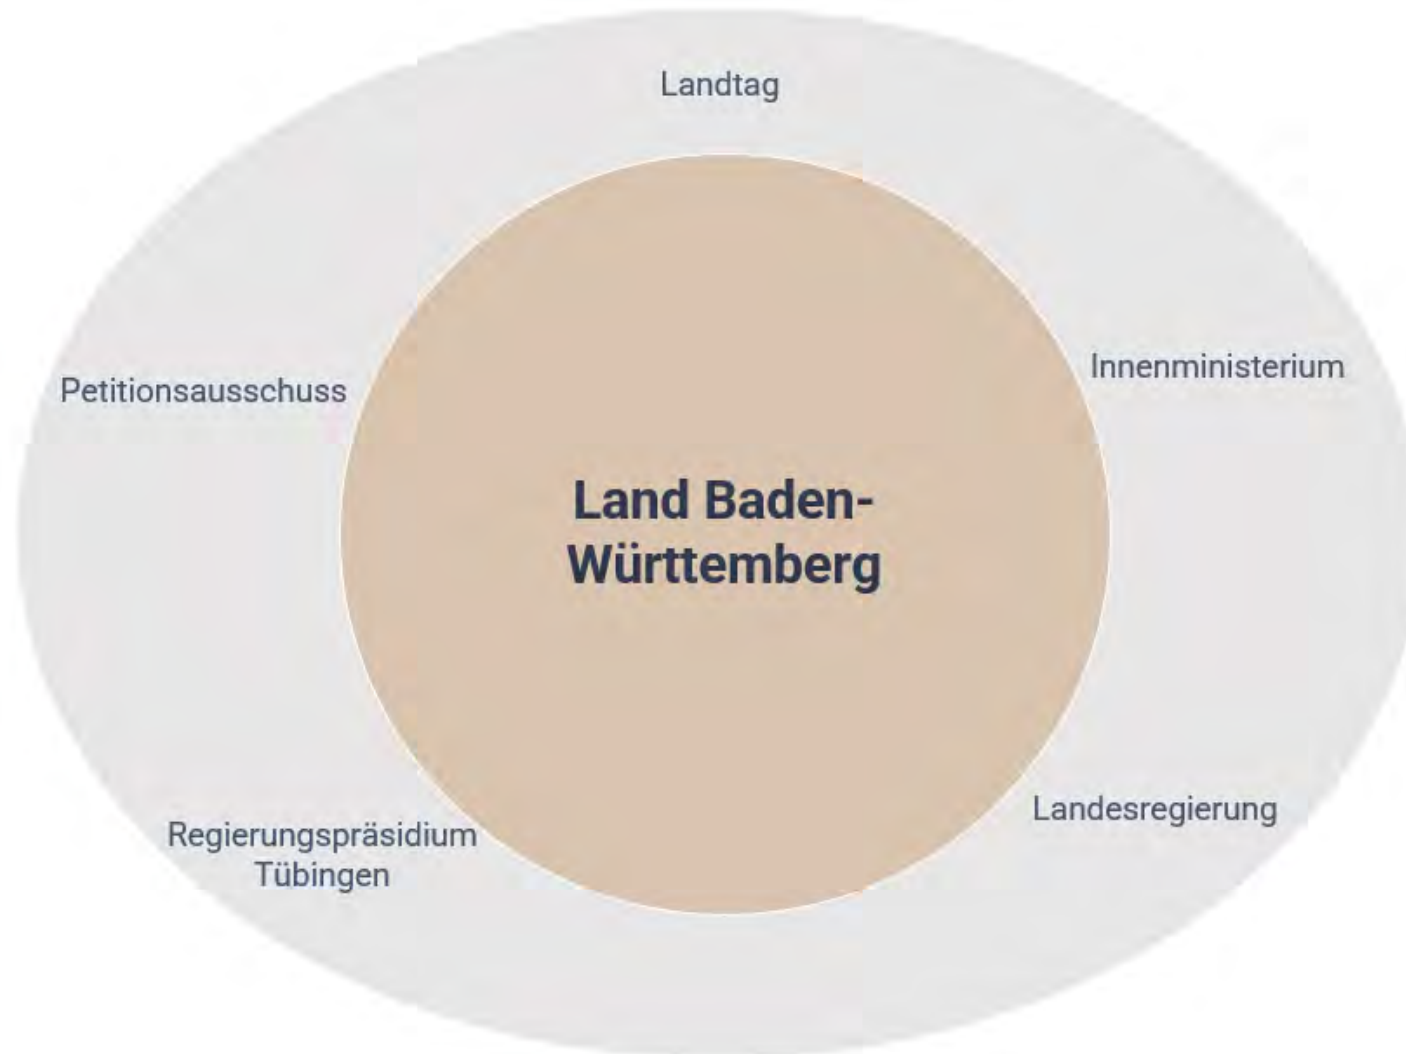 Landtag
Innenministerium
Petitionsausschuss
Land Baden-
Württemberg
Landesregierung
Regierungspräsidium
Tübingen